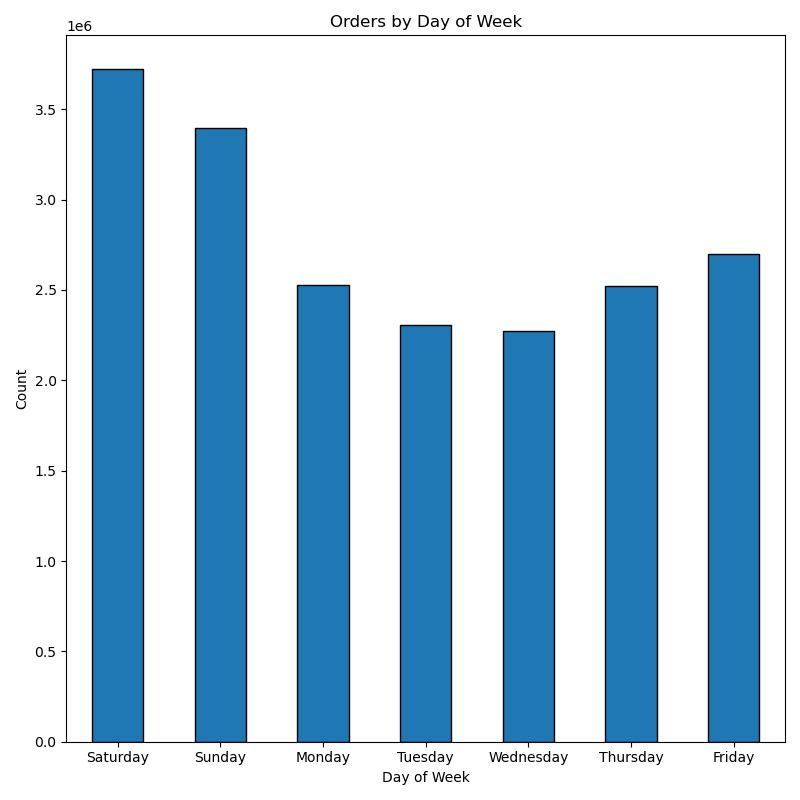 Orders by Day of Week
1e6
3.5
3.0
2.5
2.0
1.5
1.0
0.5
0.0
Count
Saturday Sunday Monday Tuesday Wednesday Thursday Friday
Day of Week